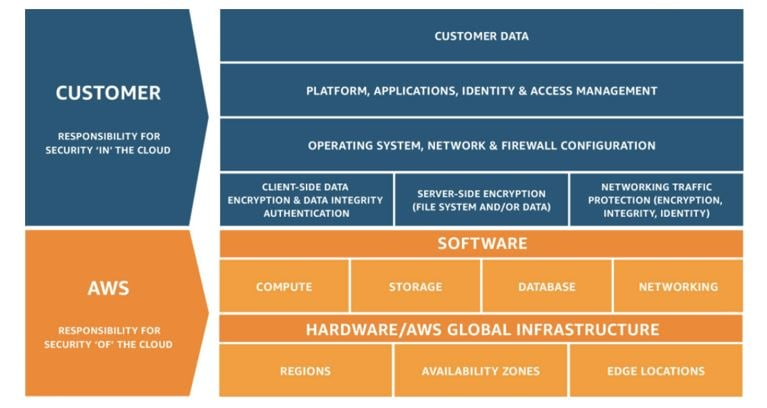 CUSTOMER
RESPONSIBILITY FOR
SECURITY ‘IN’ THE CLOUD
CUSTOMER DATA
PLATFORM, APPLICATIONS, IDENTITY & ACCESS MANAGEMENT
OPERATING SYSTEM, NETWORK & FIREWALL CONFIGURATION
CLIENT-SIDE DATA
ENCRYPTION & DATA INTEGRITY
AUTHENTICATION
SERVER-SIDE ENCRYPTION
(FILE SYSTEM AND/OR DATA)
NETWORKING TRAFFIC
PROTECTION (ENCRYPTION,
INTEGRITY, IDENTITY)
AWS
RESPONSIBILITY FOR
SECURITY ‘OF’ THE CLOUD
SOFTWARE
COMPUTE
STORAGE
DATABASE
NETWORKING
HARDWARE/AWS GLOBAL INFRASTRUCTURE
REGIONS
AVAILABILITY ZONES
EDGE LOCATIONS